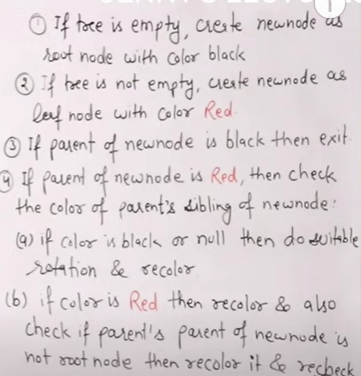 ① If tree is empty, create newnode as
root node with color black
② If tree is not empty, create newnode as
leaf node with color Red.
③ If parent of newnode is black then exit.
④ If parent of newnode is Red, then check
the color of parent's sibling of newnode:
(a) if color is black or null then do suitable
rotation & recolor
(b) if color is Red then recolor & also
check if parent's parent of newnode is
not root node then recolor it & recheck